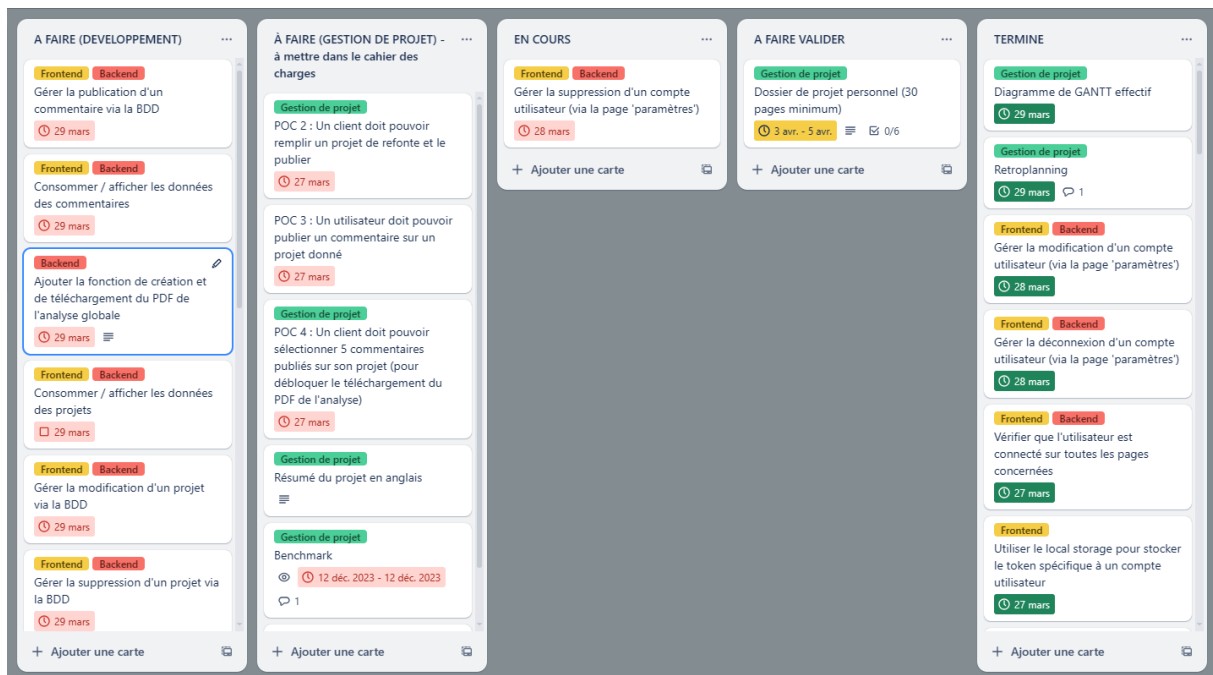 A FAIRE (DEVELOPPEMENT)
Frontend Backend
Gérer la publication d'un
commentaire via la BDD
29 mars
Frontend Backend
Consommer / afficher les données
des commentaires
29 mars
Backend
Ajouter la fonction de création et
de téléchargement du PDF de
l'analyse globale
29 mars
Frontend Backend
Consommer / afficher les données
des projets
29 mars
Frontend Backend
Gérer la modification d'un projet
via la BDD
29 mars
Frontend Backend
Gérer la suppression d'un projet via
la BDD
29 mars
+ Ajouter une carte
À FAIRE (GESTION DE PROJET) -
à mettre dans le cahier des
charges
Gestion de projet
POC 2 : Un client doit pouvoir
remplir un projet de refonte et le
publier
27 mars
POC 3 : Un utilisateur doit pouvoir
publier un commentaire sur un
projet donné
27 mars
Gestion de projet
POC 4 : Un client doit pouvoir
sélectionner 5 commentaires
publiés sur son projet (pour
débloquer le téléchargement du
PDF de l'analyse)
27 mars
Gestion de projet
Résumé du projet en anglais
Gestion de projet
Benchmark
12 déc. 2023 - 12 déc. 2023
1
+ Ajouter une carte
EN COURS
Frontend Backend
Gérer la suppression d'un compte
utilisateur (via la page 'paramètres')
28 mars
+ Ajouter une carte
A FAIRE VALIDER
Gestion de projet
Dossier de projet personnel (30
pages minimum)
3 avr. - 5 avr. 0/6
+ Ajouter une carte
TERMINE
Gestion de projet
Diagramme de GANTT effectif
29 mars
Gestion de projet
Retroplanning
29 mars 1
Frontend Backend
Gérer la modification d'un compte
utilisateur (via la page 'paramètres')
28 mars
Frontend Backend
Gérer la déconnexion d'un compte
utilisateur (via la page 'paramètres')
28 mars
Frontend Backend
Vérifier que l'utilisateur est
connecté sur toutes les pages
concernées
27 mars
Frontend
Utiliser le local storage pour stocker
le token spécifique à un compte
utilisateur
27 mars
+ Ajouter une carte